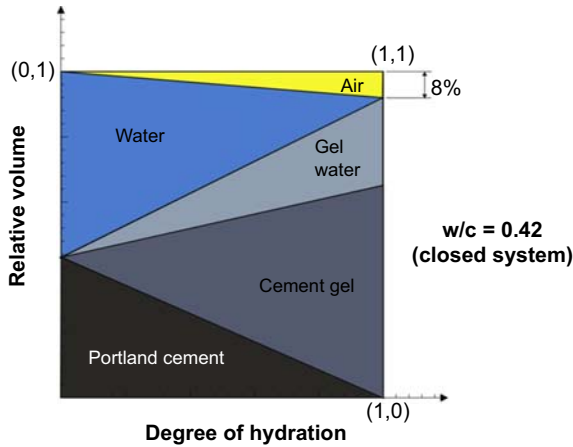 (0,1)
(1,1)
Air
8%
Water
Gel
water
Relative volume
w/c = 0.42
(closed system)
Cement gel
Portland cement
(1,0)
Degree of hydration